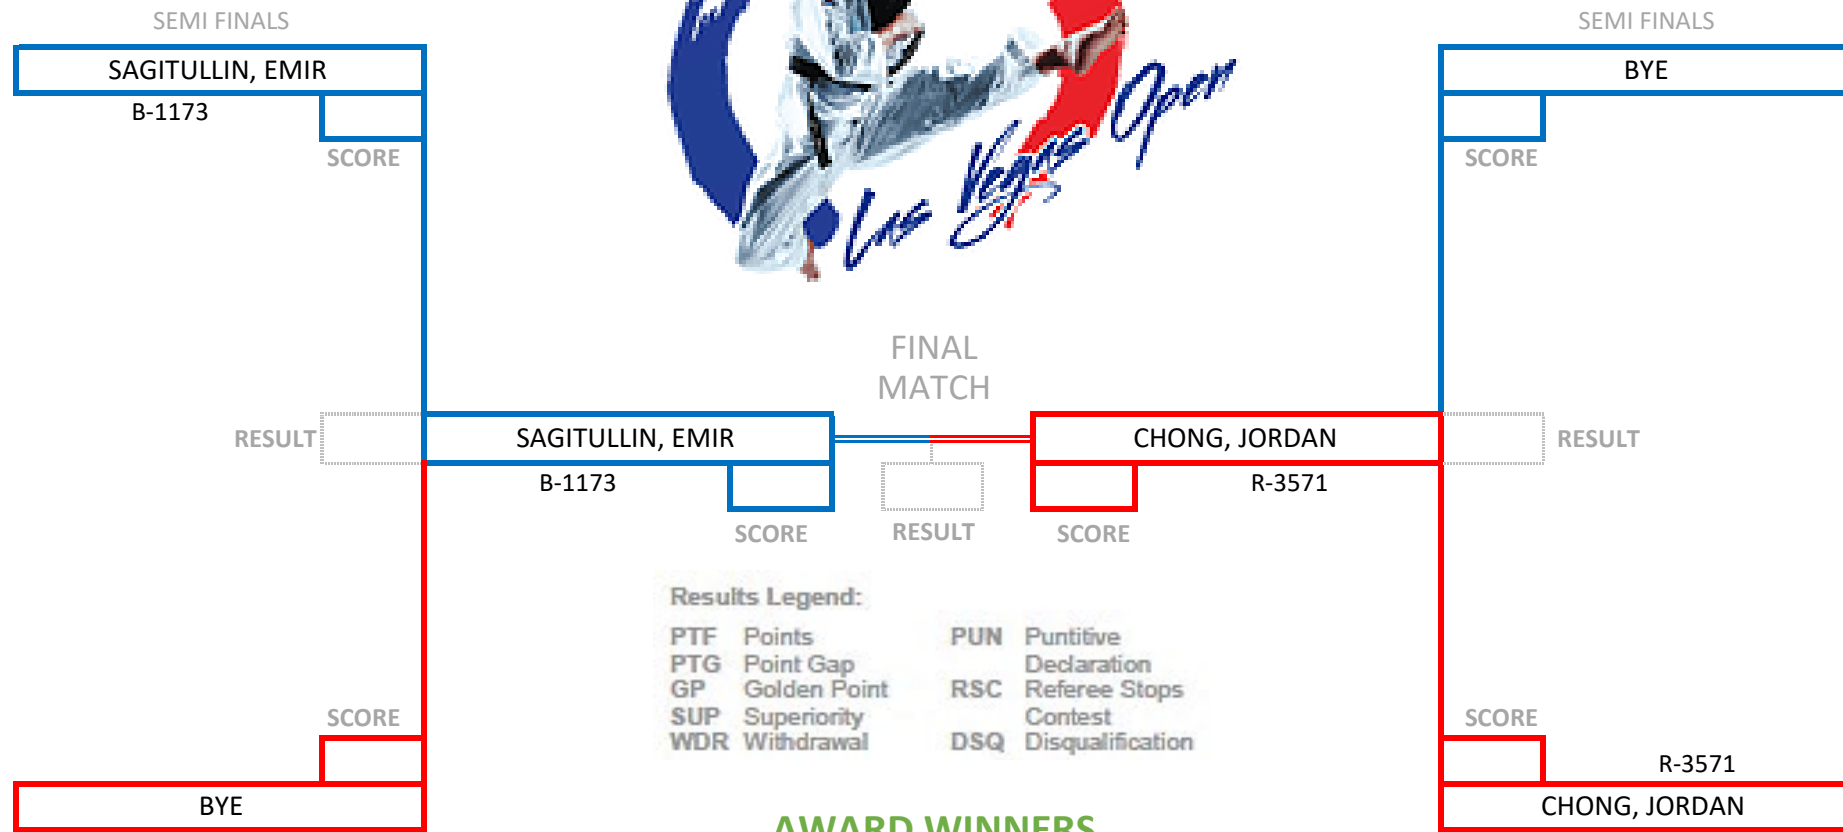 SEMI FINALS
SEMI FINALS
SAGITULLIN, EMIR
BYE
B-1173
SCORE
SCORE
Las Vegas Open
FINAL
MATCH
RESULT
SAGITULLIN, EMIR
CHONG, JORDAN
RESULT
B-1173
R-3571
SCORE
RESULT
SCORE
Results Legend:
PTF Points
PTG Point Gap
GP Golden Point
SUP Superiority
WDR Withdrawal
PUN Puntitive
Declaration
RSC Referee Stops
Contest
DSQ Disqualification
SCORE
SCORE
R-3571
BYE
CHONG, JORDAN
AWARD WINNERS